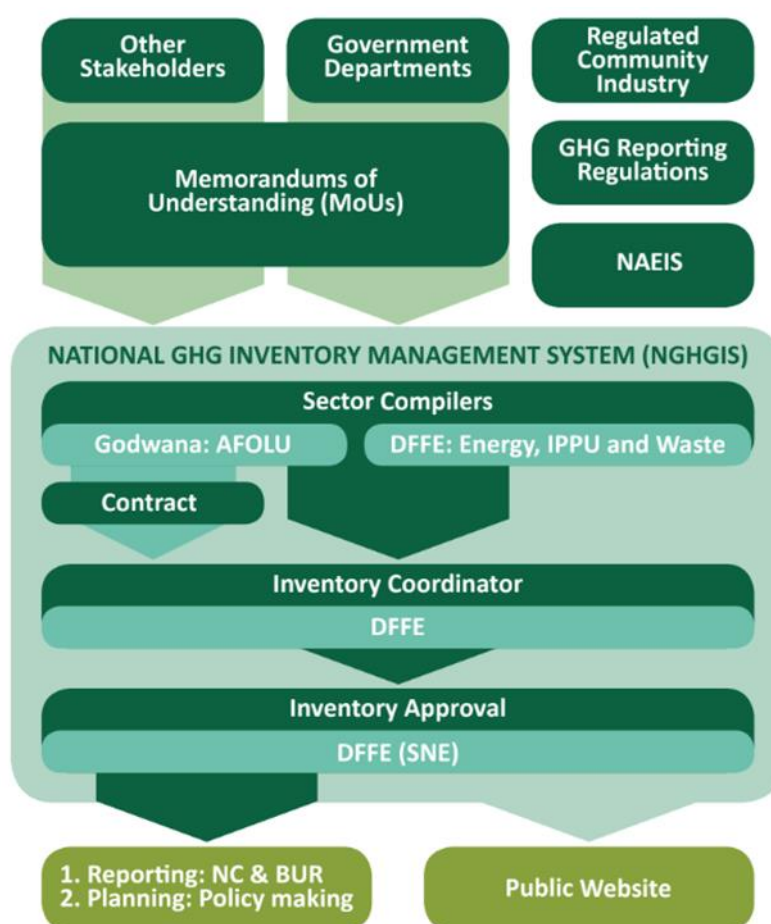 Other
Stakeholders
Government
Departments
Regulated
Community
Industry
Memorandums of
Understanding (MoUs)
GHG Reporting
Regulations
NAEIS
NATIONAL GHG INVENTORY MANAGEMENT SYSTEM (NGHGIS)
Sector Compilers
Godwana: AFOLU
DFFE: Energy, IPPU and Waste
Contract
Inventory Coordinator
DFFE
Inventory Approval
DFFE (SNE)
1. Reporting: NC & BUR
2. Planning: Policy making
Public Website